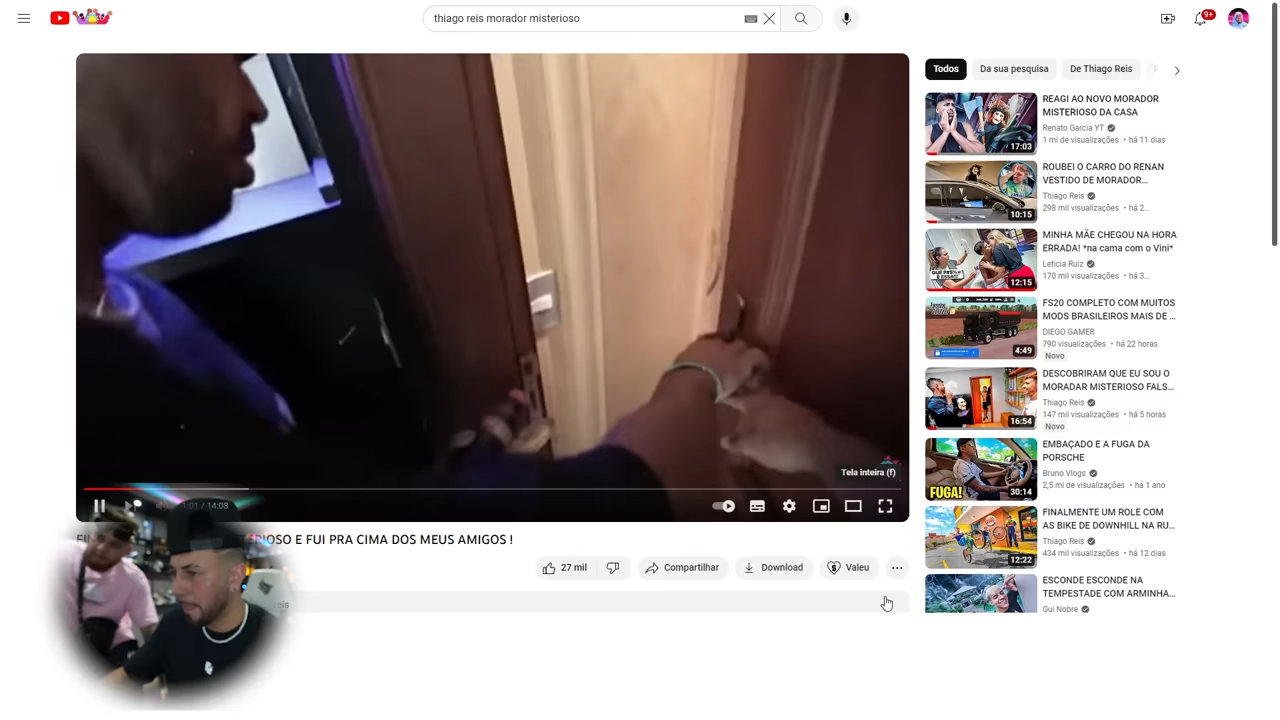 thiago reis morador misterioso
9+
Tela inteira (f)
1:01 / 14:03
RIOSO E FUI PRA CIMA DOS MEUS AMIGOS !
27 mil
Compartilhar
Download
Valeu
eis
Todos
Da sua pesquisa
De Thiago Reis
REAGI AO NOVO MORADOR
MISTERIOSO DA CASA
Renato Garcia YT
1 mi de visualizações • há 11 dias
17:03
ROUBEI O CARRO DO RENAN
VESTIDO DE MORADOR...
Thiago Reis
298 mil visualizações • há 2...
10:15
MINHA MÃE CHEGOU NA HORA
ERRADA! *na cama com o Vini*
Leticia Ruiz
170 mil visualizações • há 3...
12:15
FS20 COMPLETO COM MUITOS
MODS BRASILEIROS MAIS DE ...
DIEGO GAMER
790 visualizações • há 22 horas
Novo
4:49
DESCOBRIRAM QUE EU SOU O
MORADAR MISTERIOSO FALS...
Thiago Reis
147 mil visualizações • há 5 horas
Novo
16:54
EMBAÇADO E A FUGA DA
PORSCHE
Bruno Vlogs
2,5 mi de visualizações • há 1 ano
FUGA!
30:14
FINALMENTE UM ROLE COM
AS BIKE DE DOWNHILL NA RU...
Thiago Reis
434 mil visualizações • há 12 dias
12:22
ESCONDE ESCONDE NA
TEMPESTADE COM ARMINHA...
Gui Nobre